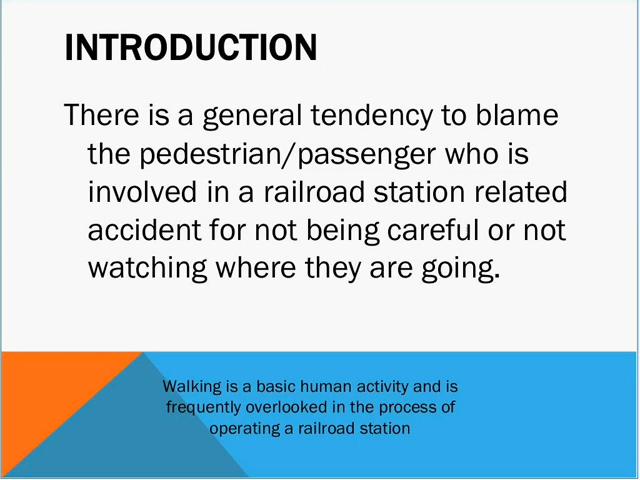 INTRODUCTION
There is a general tendency to blame
the pedestrian/passenger who is
involved in a railroad station related
accident for not being careful or not
watching where they are going.
Walking is a basic human activity and is
frequently overlooked in the process of
operating a railroad station